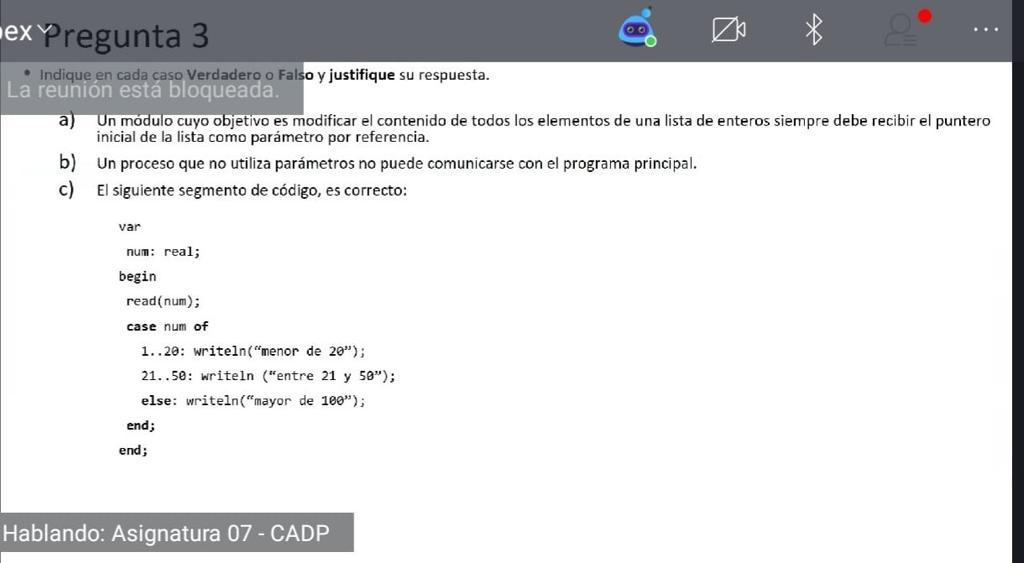 ex Pregunta 3
• Indique en cada caso Verdadero o Falso y justifique su respuesta.
La reunión está bloqueada.
a) Un módulo cuyo objetivo es modificar el contenido de todos los elementos de una lista de enteros siempre debe recibir el puntero
inicial de la lista como parámetro por referencia.
b) Un proceso que no utiliza parámetros no puede comunicarse con el programa principal.
c) El siguiente segmento de código, es correcto:
var
num: real;
begin
read(num);
case num of
1..20: writeln(“menor de 20”);
21..50: writeln (“entre 21 y 50”);
else: writeln(“mayor de 100”);
end;
end;
Hablando: Asignatura 07 - CADP